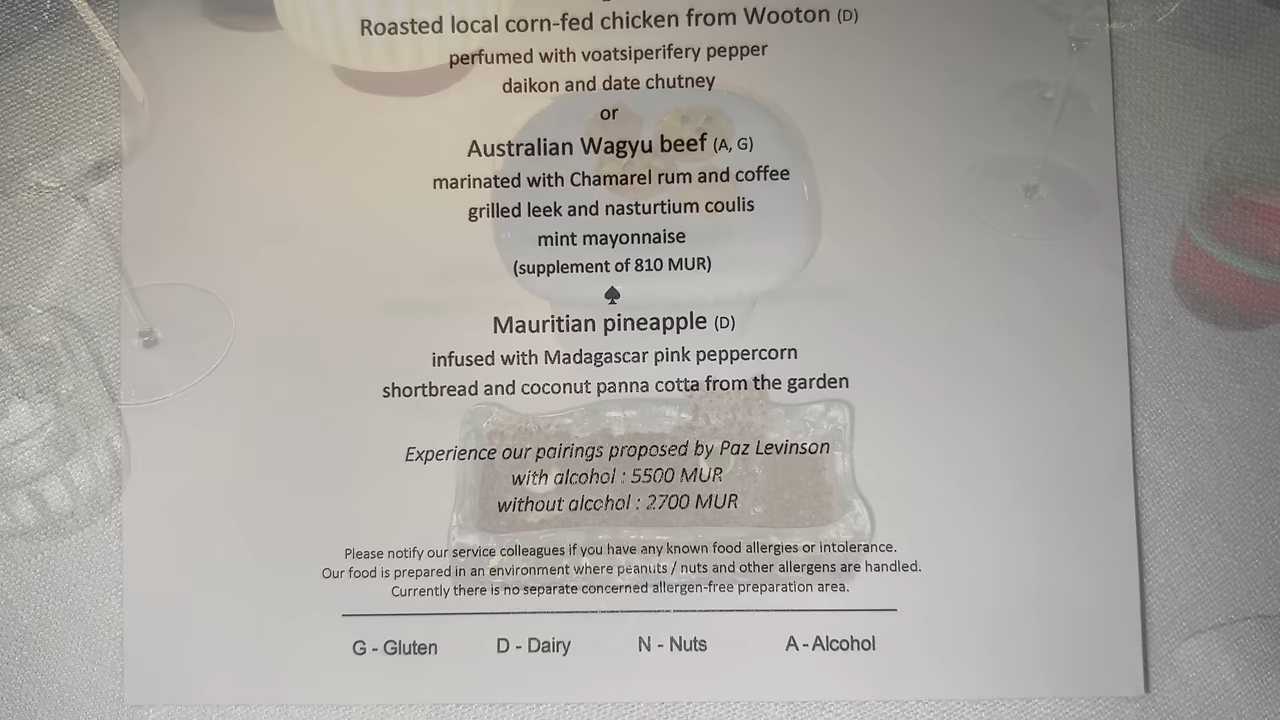 Roasted local corn-fed chicken from Wooton (D)
perfumed with voatsiperifery pepper
daikon and date chutney
or
Australian Wagyu beef (A, G)
marinated with Chamarel rum and coffee
grilled leek and nasturtium coulis
mint mayonnaise
(supplement of 810 MUR)
♠
Mauritian pineapple (D)
infused with Madagascar pink peppercorn
shortbread and coconut panna cotta from the garden
Experience our pairings proposed by Paz Levinson
with alcohol : 5500 MUR
without alcohol : 2700 MUR
Please notify our service colleagues if you have any known food allergies or intolerance.
Our food is prepared in an environment where peanuts / nuts and other allergens are handled.
Currently there is no separate concerned allergen-free preparation area.
G - Gluten D - Dairy N - Nuts A - Alcohol